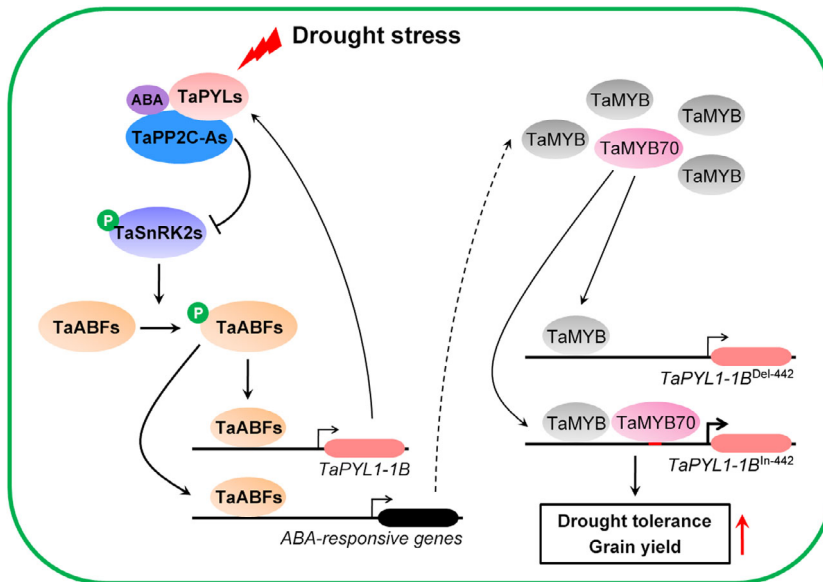 Drought stress
ABA
TaPYLs
TaPP2C-As
P
TaSnRK2s
TaABFs
P
TaABFs
TaABFs
TaPYL1-1B
TaABFs
ABA-responsive genes
TaMYB
TaMYB
TaMYB
TaMYB70
TaMYB
TaMYB
TaPYL1-1B^Del-442
TaMYB
TaMYB70
TaPYL1-1B^In-442
Drought tolerance
Grain yield